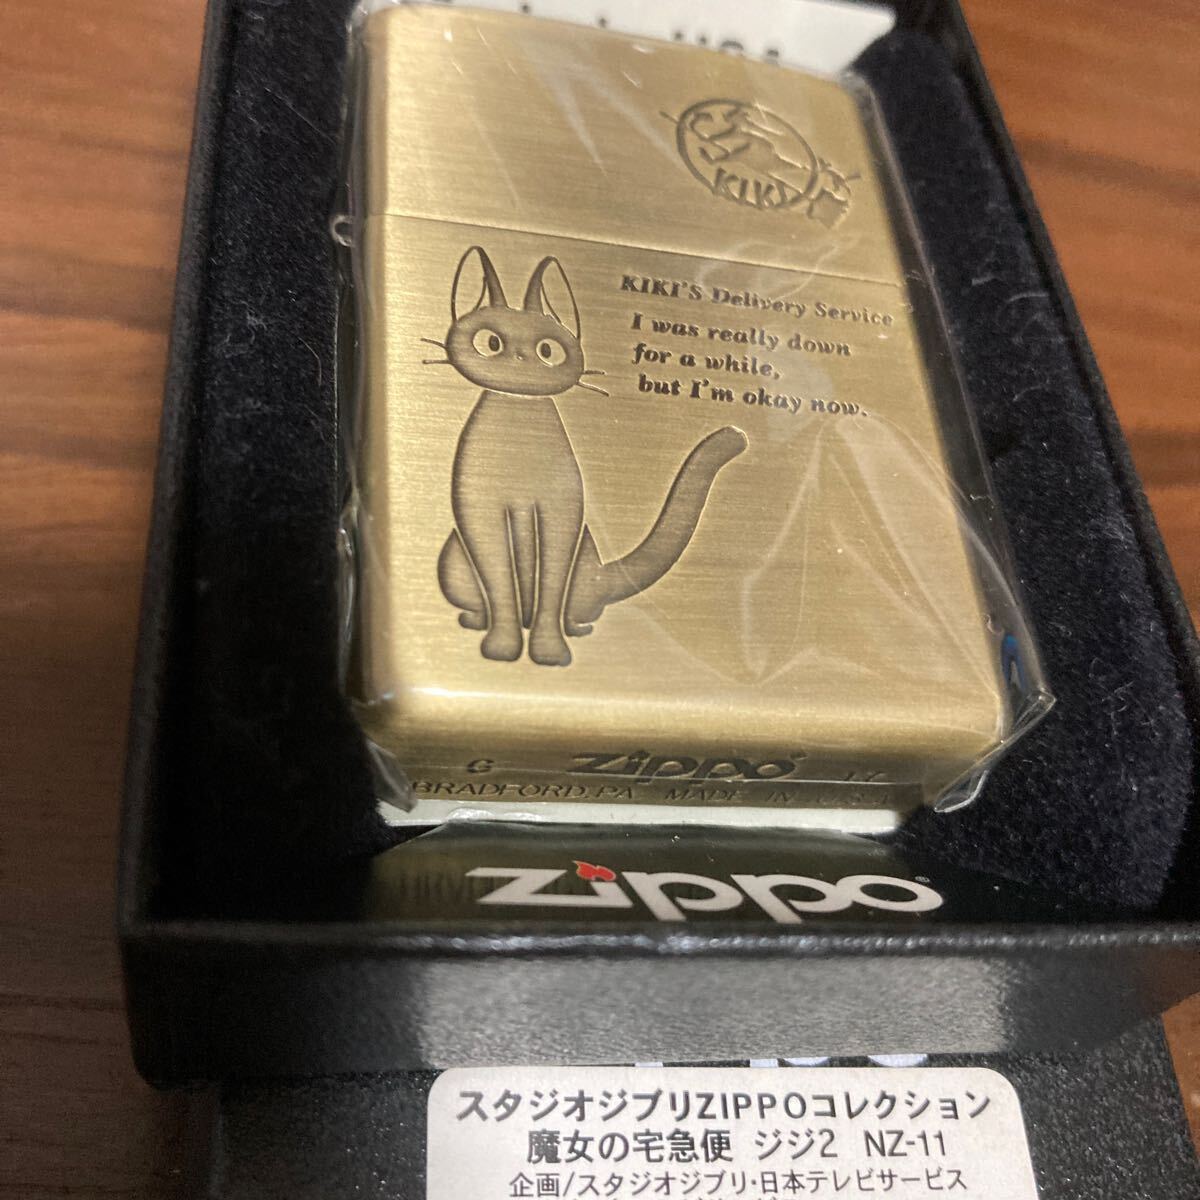 KIKI
KIKI'S Delivery Service
I was really down
for a while,
but I'm okay now.
G Zippo 17
BRADFORD, PA MADE IN U.S.A
Zippo®
スタジオジブリZIPPOコレクション
魔女の宅急便 ジジ2 NZ-11
企画/スタジオジブリ・日本テレビサービス